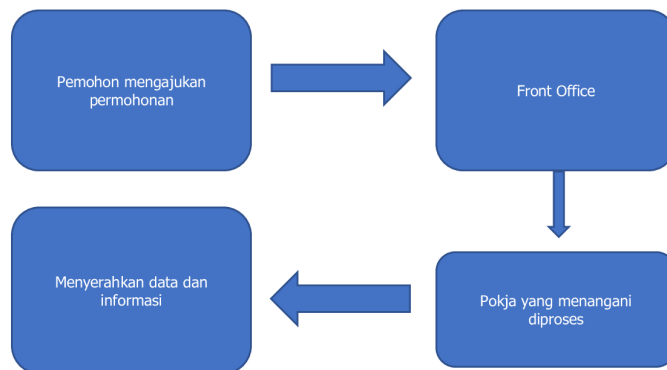 Pemohon mengajukan
permohonan
Front Office
Pokja yang menangani
diproses
Menyerahkan data dan
informasi